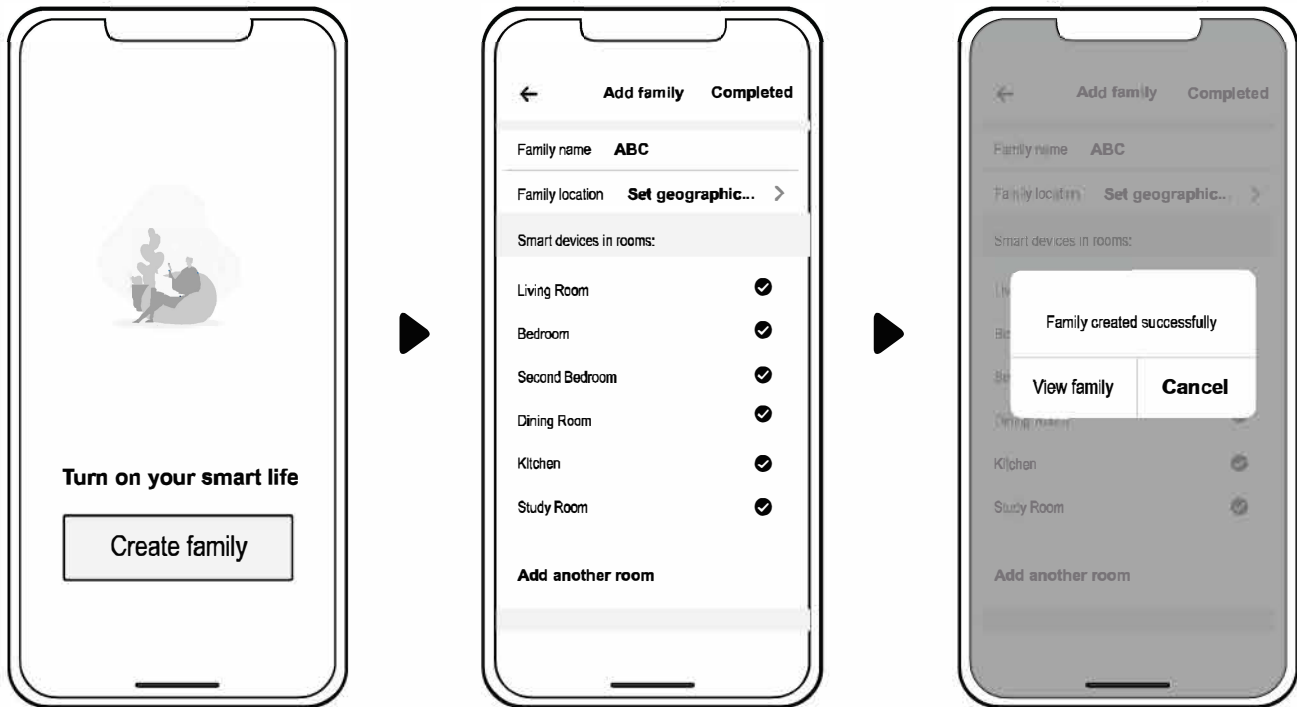 Turn on your smart life
Create family
Add family Completed
Family name ABC
Family location Set geographic...
Smart devices in rooms:
Living Room
Bedroom
Second Bedroom
Dining Room
Kitchen
Study Room
Add another room
Add family Completed
Family name ABC
Family location Set geographic...
Smart devices in rooms:
Family created successfully
View family Cancel
Dining Room
Kitchen
Study Room
Add another room